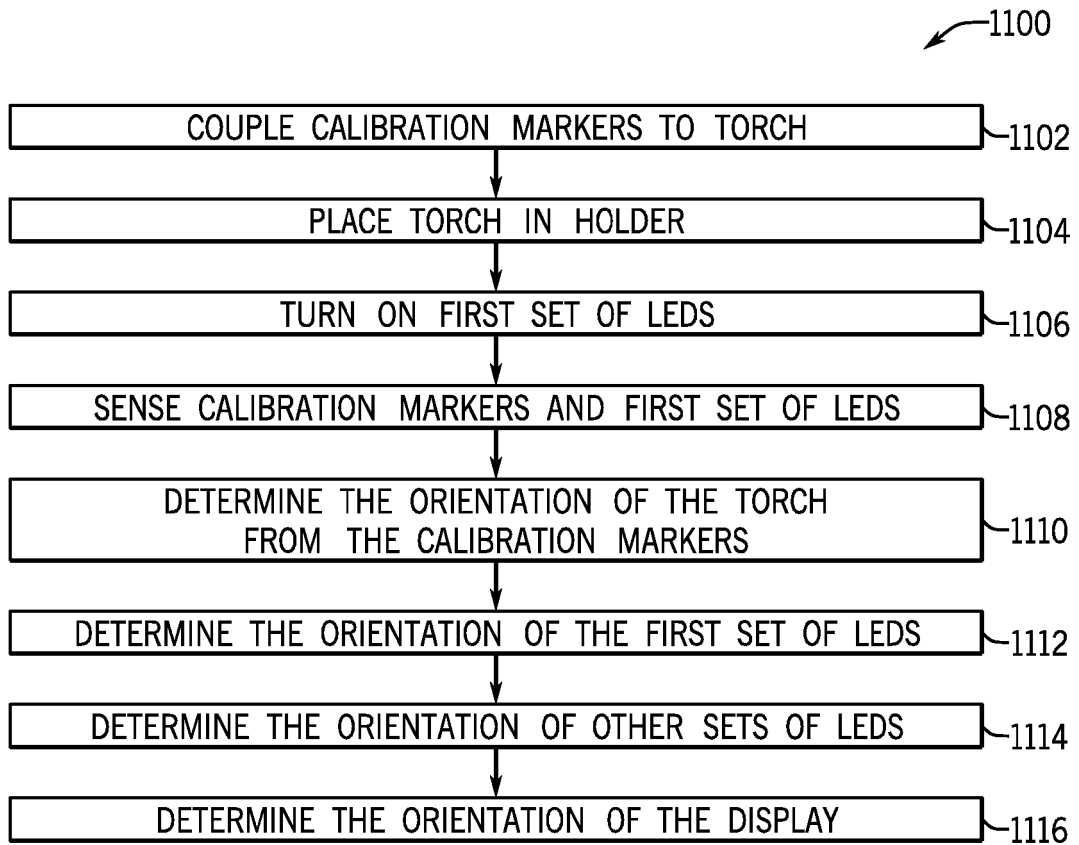 1100
COUPLE CALIBRATION MARKERS TO TORCH
1102
PLACE TORCH IN HOLDER
1104
TURN ON FIRST SET OF LEDS
1106
SENSE CALIBRATION MARKERS AND FIRST SET OF LEDS
1108
DETERMINE THE ORIENTATION OF THE TORCH
FROM THE CALIBRATION MARKERS
1110
DETERMINE THE ORIENTATION OF THE FIRST SET OF LEDS
1112
DETERMINE THE ORIENTATION OF OTHER SETS OF LEDS
1114
DETERMINE THE ORIENTATION OF THE DISPLAY
1116